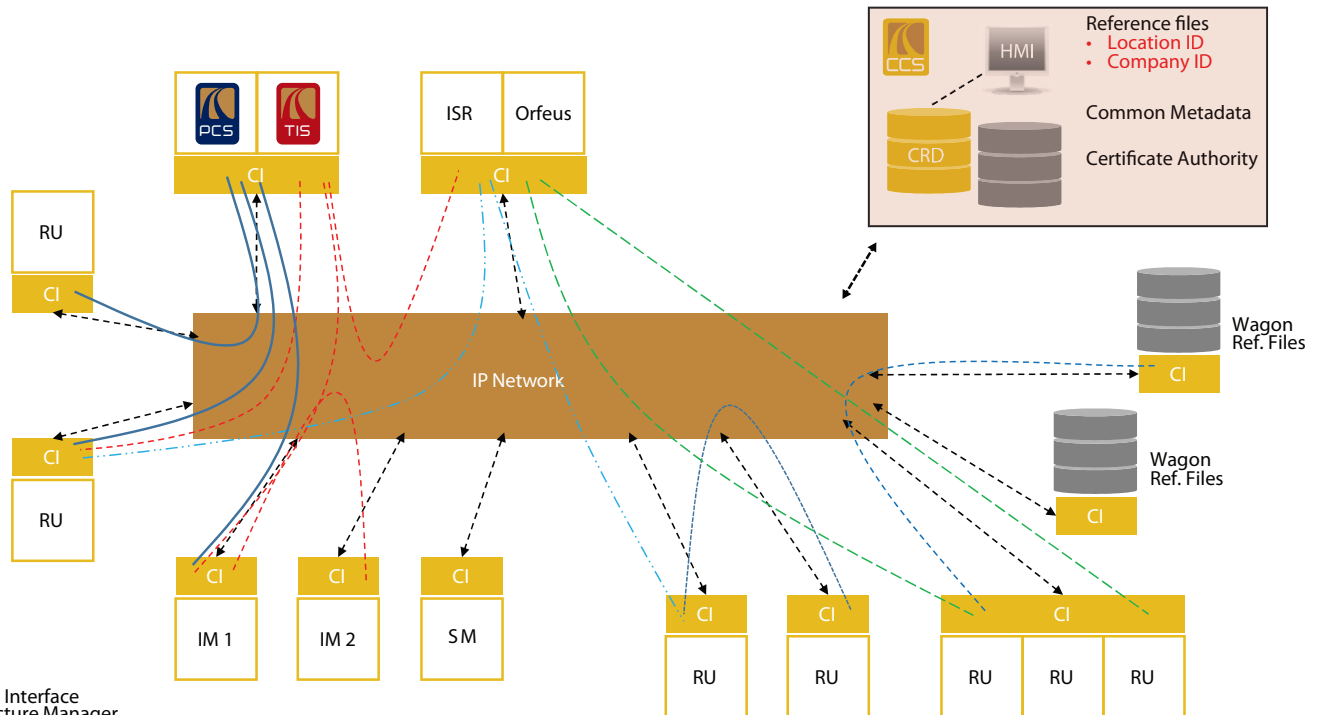 Reference files
• Location ID
• Company ID
CCS
HMI
CRD
Common Metadata
Certificate Authority
PCS
TIS
CI
ISR
Orfeus
CI
RU
CI
IP Network
Wagon
Ref. Files
CI
Wagon
Ref. Files
CI
CI
RU
CI
IM 1
CI
IM 2
CI
S M
CI
RU
CI
RU
CI
RU
RU
RU
Interface
cture Manager